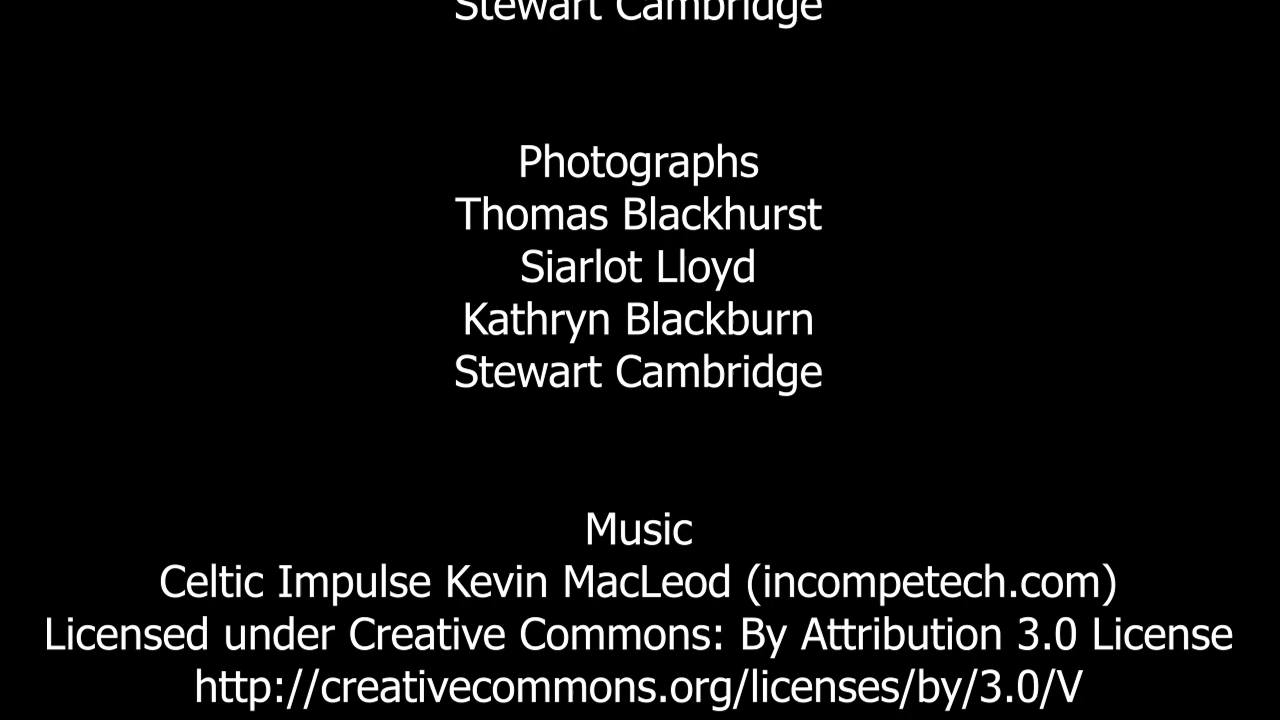 Stewart Cambridge
Photographs
Thomas Blackhurst
Siarlot Lloyd
Kathryn Blackburn
Stewart Cambridge
Music
Celtic Impulse Kevin MacLeod (incompetech.com)
Licensed under Creative Commons: By Attribution 3.0 License
http://creativecommons.org/licenses/by/3.0/V